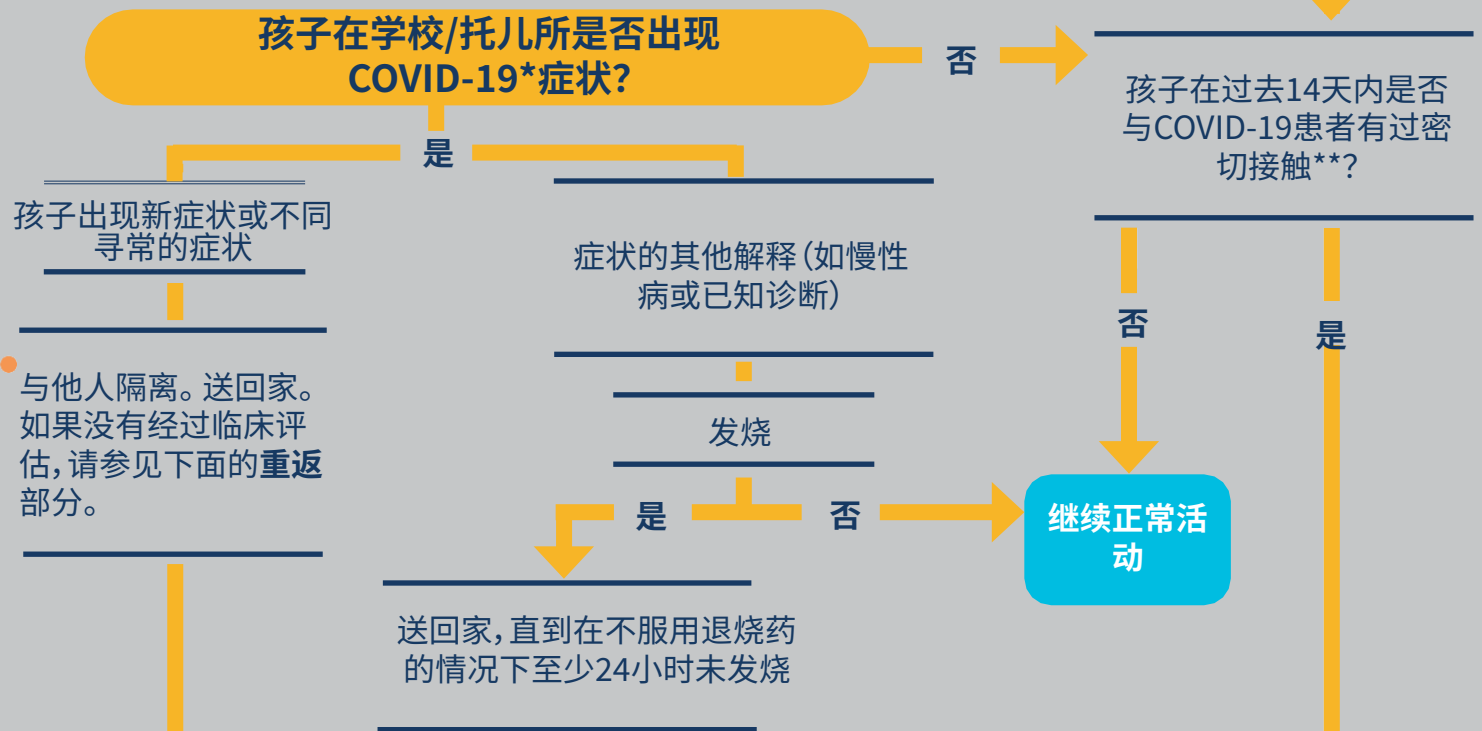 孩子在学校/托儿所是否出现
COVID-19*症状?
否
孩子在过去14天内是否
与COVID-19患者有过密
切接触**?
是
孩子出现新症状或不同
寻常的症状
症状的其他解释(如慢性
病或已知诊断)
否
是
与他人隔离。送回家。
如果没有经过临床评
估,请参见下面的重返
部分。
发烧
是
否
继续正常活
动
送回家,直到在不服用退烧药
的情况下至少24小时未发烧